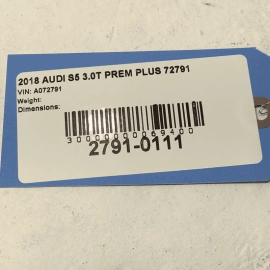 2018 AUDI S5 3.0T PREM PLUS 72791
VIN: A072791
Weight:
Dimensions:
3000000069400
2791-0111